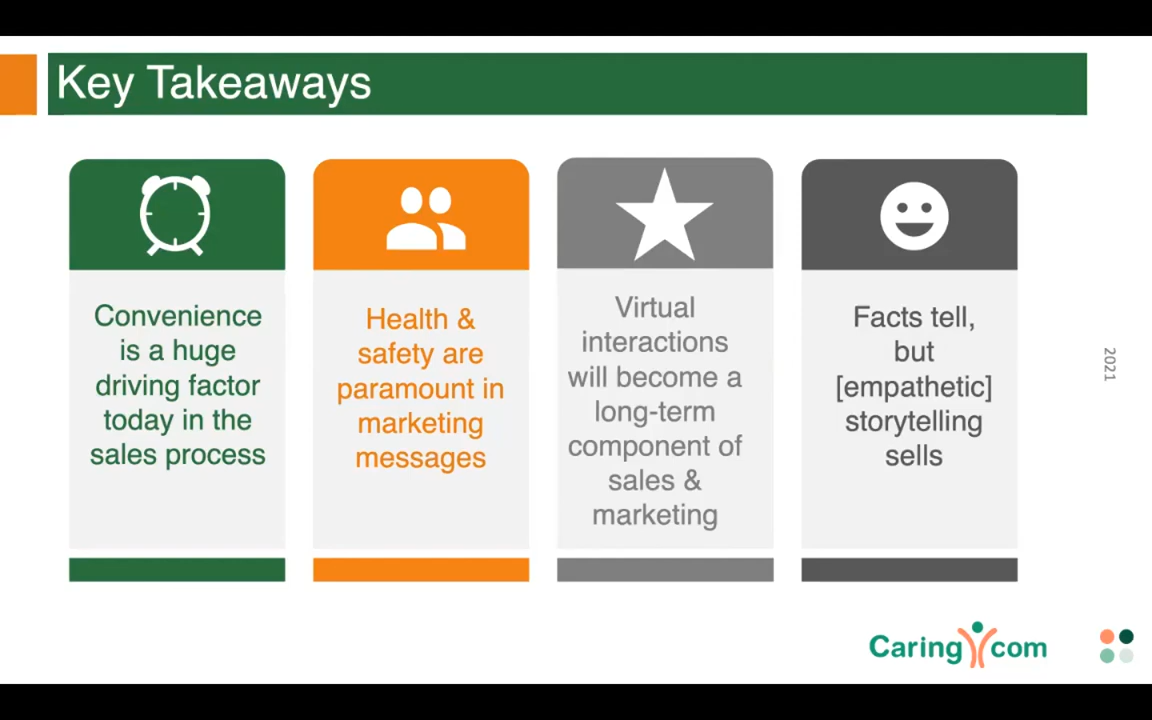 Key Takeaways
Convenience
is a huge
driving factor
today in the
sales process
Health &
safety are
paramount in
marketing
messages
Virtual
interactions
will become a
long-term
component of
sales &
marketing
Facts tell,
but
[empathetic]
storytelling
sells
2021
Caring com